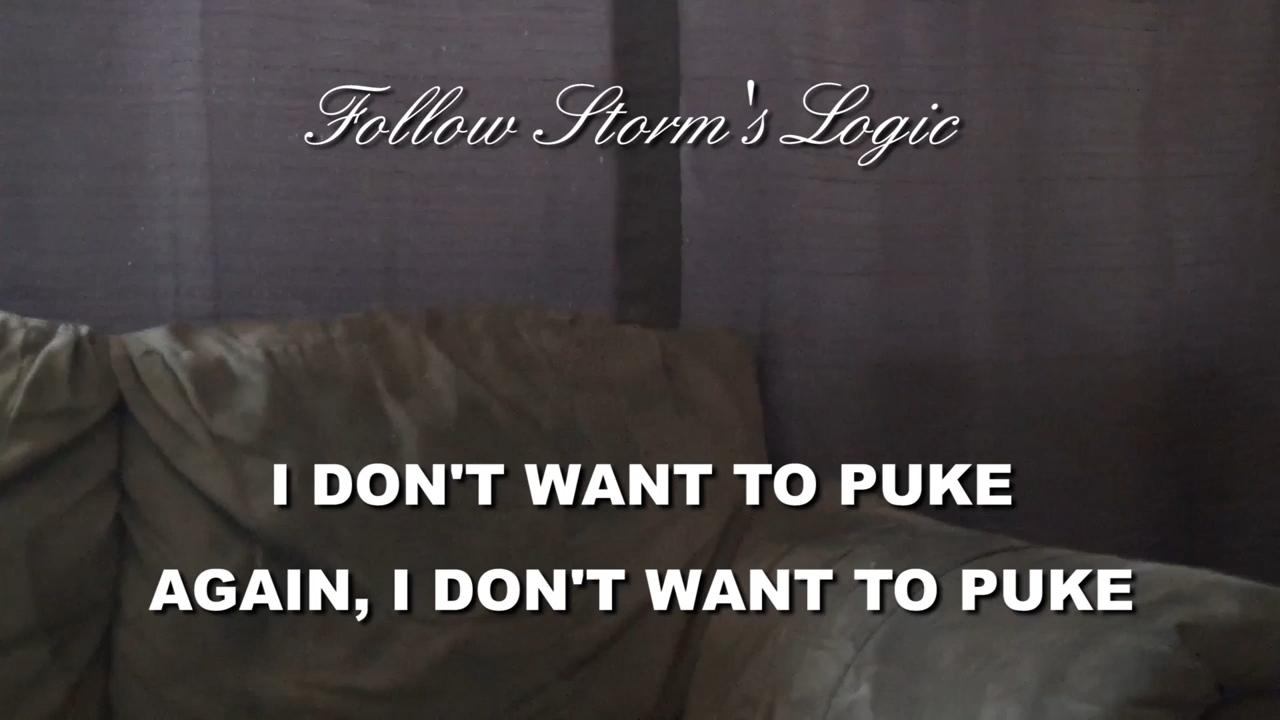 Follow Storm's Logic
I DON'T WANT TO PUKE
AGAIN, I DON'T WANT TO PUKE